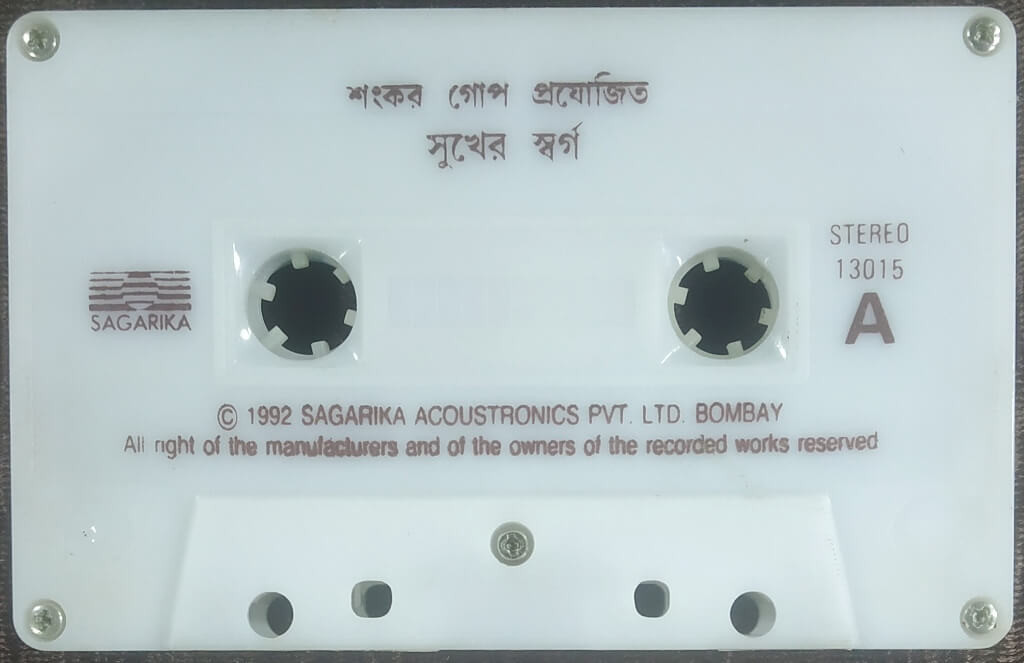 শংকর গোপ প্রযোজিত
সুখের স্বর্গ
STEREO
13015
A
SAGARIKA
© 1992 SAGARIKA ACOUSTRONICS PVT. LTD. BOMBAY
All right of the manufacturers and of the owners of the recorded works reserved